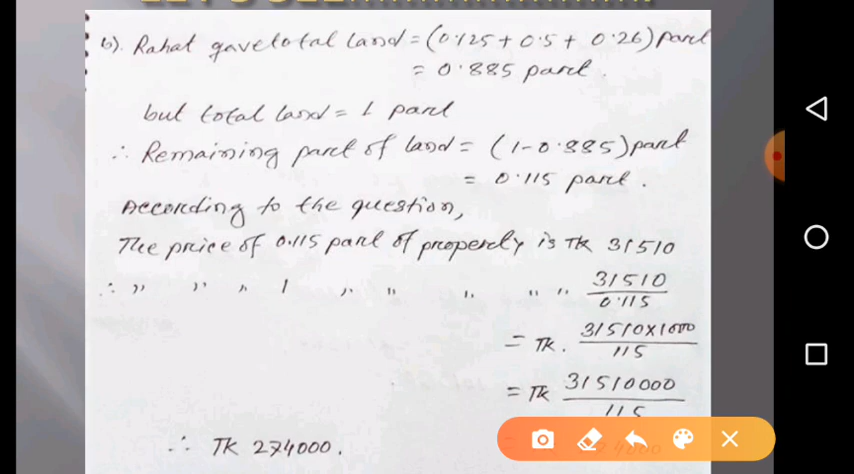 b). Rahat gave total land = (0.125 + 0.5 + 0.26) part
= 0.885 part.
but total land = 1 part
∴ Remaining part of land = (1-0.885) part
= 0.115 part.
According to the question,
The price of 0.115 part of property is TK 31510
∴ " " " 1 " " " " " 31510/0.115
= TK. 31510×1000/115
= TK 31510000/115
∴ TK 274000.